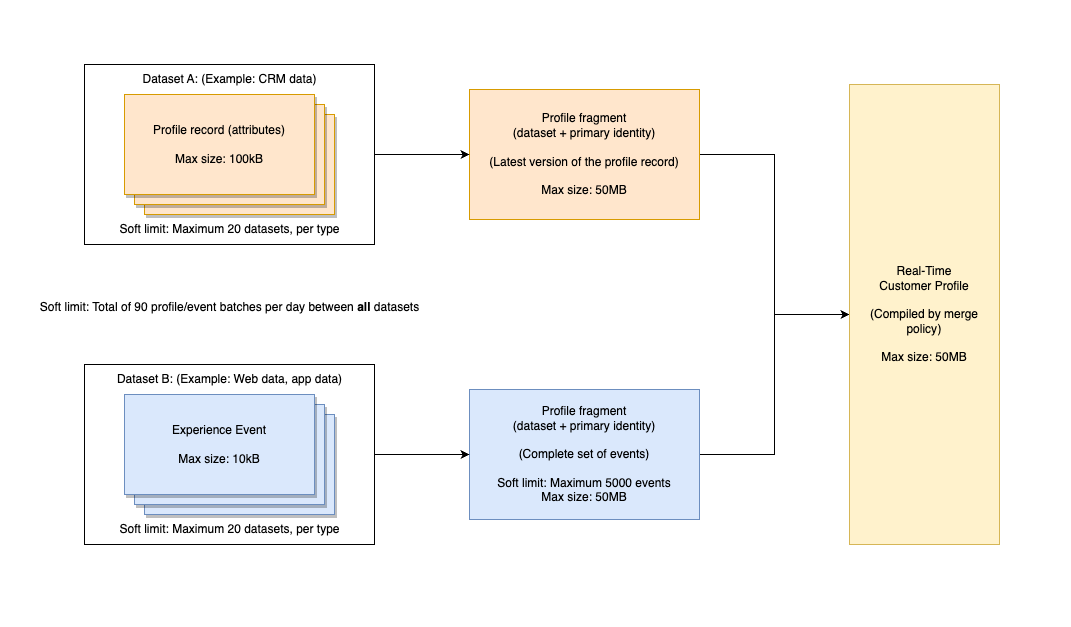 Dataset A: (Example: CRM data)
Profile record (attributes)
Max size: 100kB
Soft limit: Maximum 20 datasets, per type
Profile fragment
(dataset + primary identity)
(Latest version of the profile record)
Max size: 50MB
Soft limit: Total of 90 profile/event batches per day between all datasets
Dataset B: (Example: Web data, app data)
Experience Event
Max size: 10kB
Soft limit: Maximum 20 datasets, per type
Profile fragment
(dataset + primary identity)
(Complete set of events)
Soft limit: Maximum 5000 events
Max size: 50MB
Real-Time
Customer Profile
(Compiled by merge
policy)
Max size: 50MB